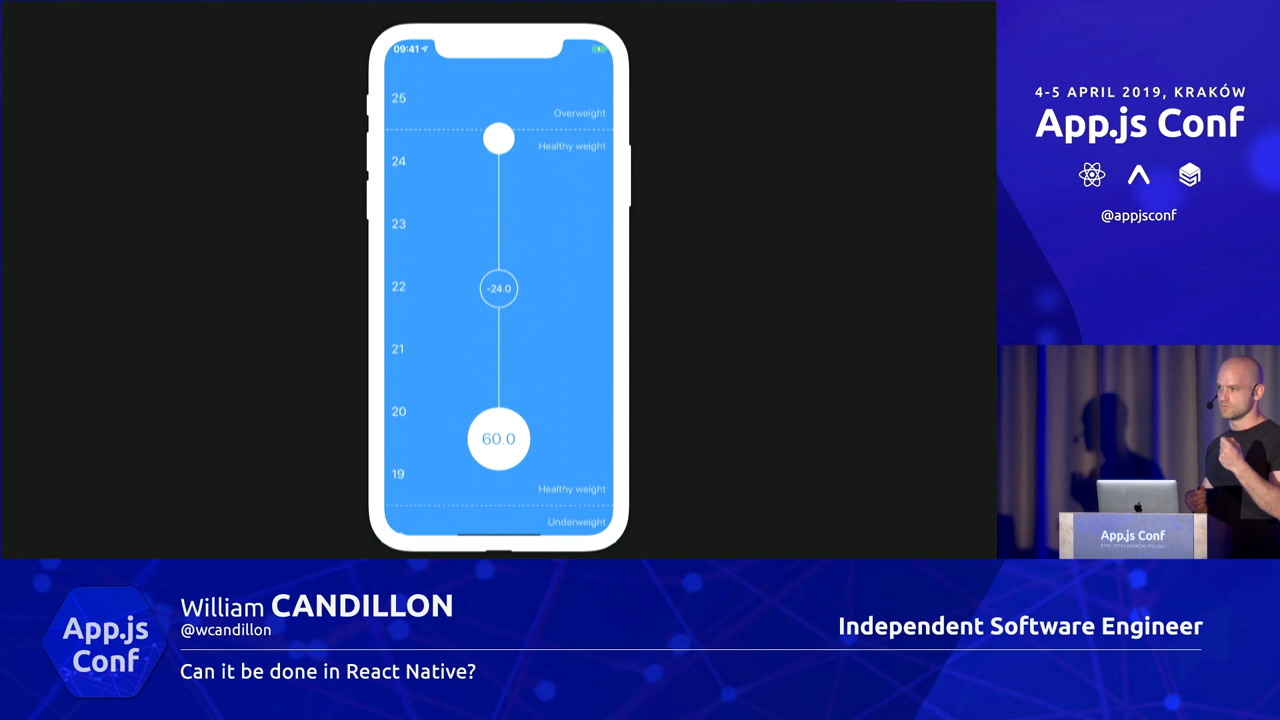 09:41
25
Overweight
Healthy weight
24
23
22
-24.0
21
20
60.0
19
Healthy weight
Underweight
4-5 APRIL 2019, KRAKÓW
App.js Conf
@appjsconf
App.js Conf
App.js
Conf
William CANDILLON
@wcandillon
Can it be done in React Native?
Independent Software Engineer